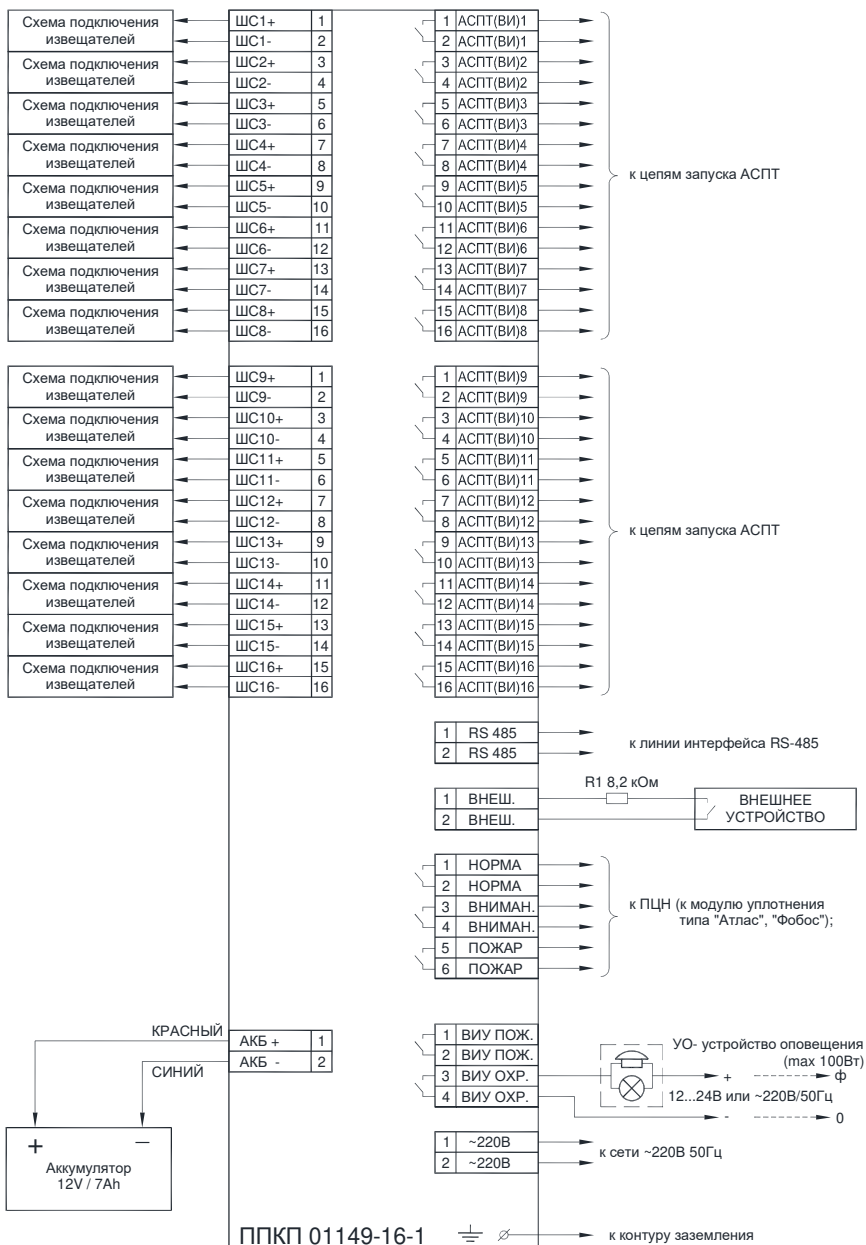 Схема подключения
извещателей
Схема подключения
извещателей
Схема подключения
извещателей
Схема подключения
извещателей
Схема подключения
извещателей
Схема подключения
извещателей
Схема подключения
извещателей
Схема подключения
извещателей
ШС1+ 1
ШС1- 2
ШС2+ 3
ШС2- 4
ШС3+ 5
ШС3- 6
ШС4+ 7
ШС4- 8
ШС5+ 9
ШС5- 10
ШС6+ 11
ШС6- 12
ШС7+ 13
ШС7- 14
ШС8+ 15
ШС8- 16
1 АСПТ(ВИ)1
2 АСПТ(ВИ)1
3 АСПТ(ВИ)2
4 АСПТ(ВИ)2
5 АСПТ(ВИ)3
6 АСПТ(ВИ)3
7 АСПТ(ВИ)4
8 АСПТ(ВИ)4
9 АСПТ(ВИ)5
10 АСПТ(ВИ)5
11 АСПТ(ВИ)6
12 АСПТ(ВИ)6
13 АСПТ(ВИ)7
14 АСПТ(ВИ)7
15 АСПТ(ВИ)8
16 АСПТ(ВИ)8
к цепям запуска АСПТ
Схема подключения
извещателей
Схема подключения
извещателей
Схема подключения
извещателей
Схема подключения
извещателей
Схема подключения
извещателей
Схема подключения
извещателей
Схема подключения
извещателей
Схема подключения
извещателей
ШС9+ 1
ШС9- 2
ШС10+ 3
ШС10- 4
ШС11+ 5
ШС11- 6
ШС12+ 7
ШС12- 8
ШС13+ 9
ШС13- 10
ШС14+ 11
ШС14- 12
ШС15+ 13
ШС15- 14
ШС16+ 15
ШС16- 16
1 АСПТ(ВИ)9
2 АСПТ(ВИ)9
3 АСПТ(ВИ)10
4 АСПТ(ВИ)10
5 АСПТ(ВИ)11
6 АСПТ(ВИ)11
7 АСПТ(ВИ)12
8 АСПТ(ВИ)12
9 АСПТ(ВИ)13
10 АСПТ(ВИ)13
11 АСПТ(ВИ)14
12 АСПТ(ВИ)14
13 АСПТ(ВИ)15
14 АСПТ(ВИ)15
15 АСПТ(ВИ)16
16 АСПТ(ВИ)16
к цепям запуска АСПТ
1 RS 485
2 RS 485
к линии интерфейса RS-485
R1 8,2 кОм
1 ВНЕШ.
2 ВНЕШ.
ВНЕШНЕЕ
УСТРОЙСТВО
1 НОРМА
2 НОРМА
3 ВНИМАН.
4 ВНИМАН.
5 ПОЖАР
6 ПОЖАР
к ПЦН (к модулю уплотнения
типа "Атлас", "Фобос");
КРАСНЫЙ
СИНИЙ
АКБ + 1
АКБ - 2
+ –
Аккумулятор
12V / 7Ah
1 ВИУ ПОЖ.
2 ВИУ ПОЖ.
3 ВИУ ОХР.
4 ВИУ ОХР.
УО- устройство оповещения
(max 100Вт)
+ ф
12...24В или ~220В/50Гц
- 0
1 ~220В
2 ~220В
к сети ~220В 50Гц
ППКП 01149-16-1
к контуру заземления